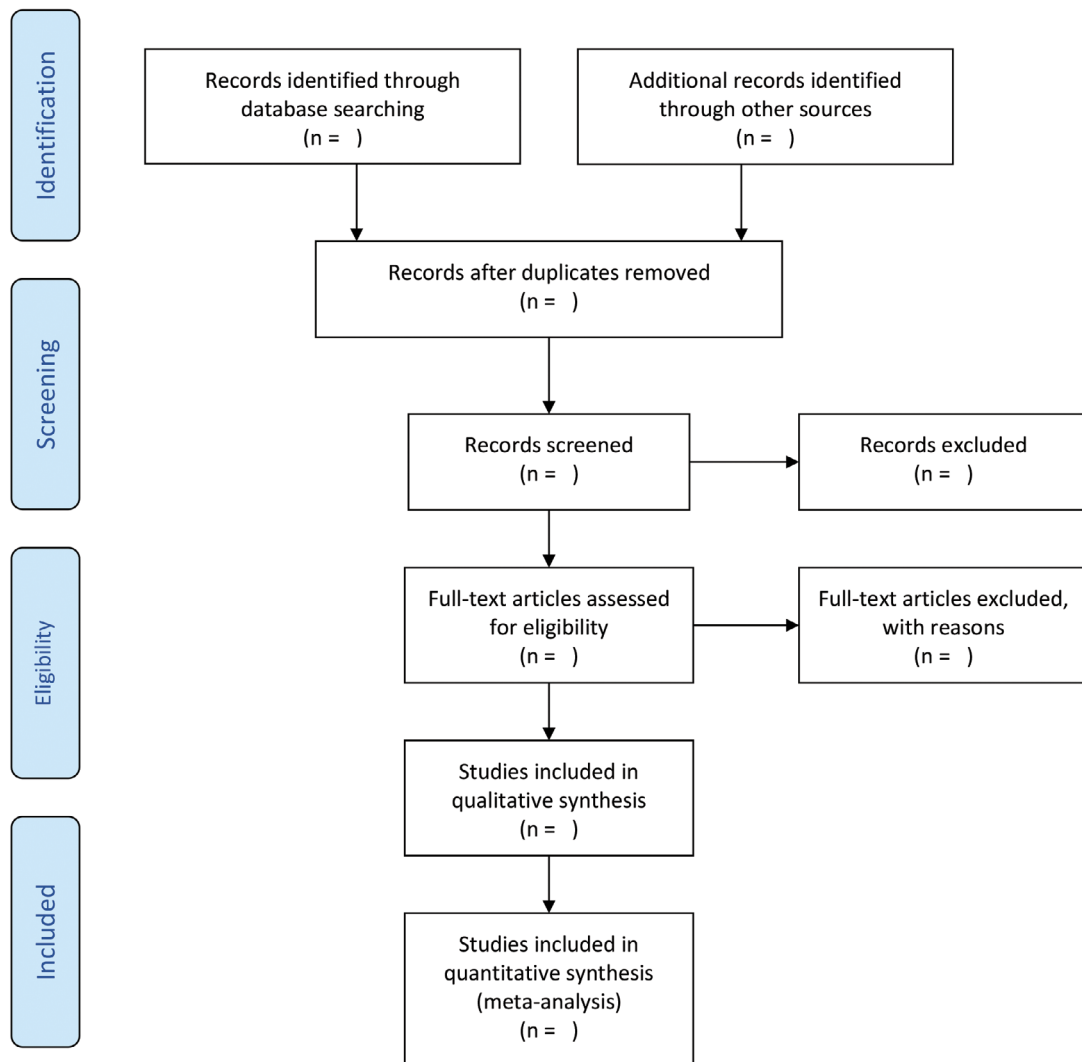 Identification
Records identified through
database searching
(n =   )
Additional records identified
through other sources
(n =   )
Records after duplicates removed
(n =   )
Screening
Records screened
(n =   )
Records excluded
(n =   )
Eligibility
Full-text articles assessed
for eligibility
(n =   )
Full-text articles excluded,
with reasons
(n =   )
Studies included in
qualitative synthesis
(n =   )
Included
Studies included in
quantitative synthesis
(meta-analysis)
(n =   )